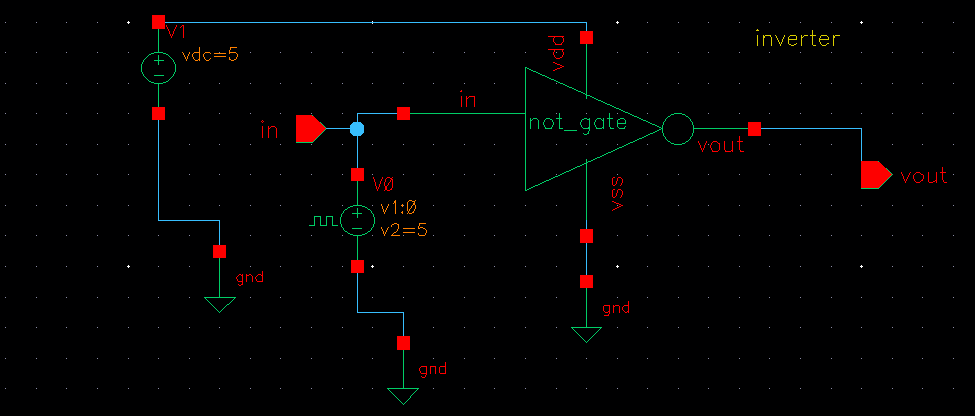 inverter
V1
vdc=5
vdd
in
in
not_gate
vout
vout
V0
v1:0
v2=5
vss
gnd
gnd
gnd